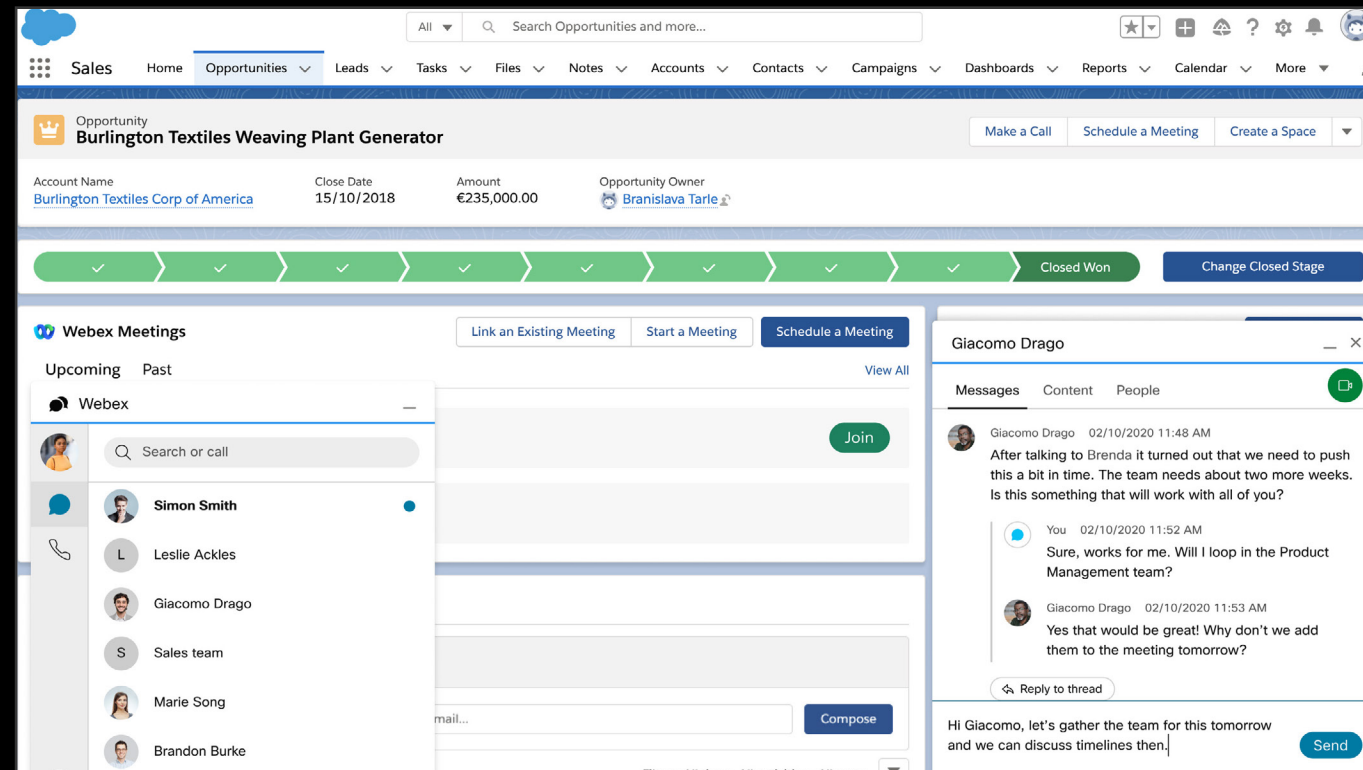 All
Search Opportunities and more...
Sales
Home
Opportunities
Leads
Tasks
Files
Notes
Accounts
Contacts
Campaigns
Dashboards
Reports
Calendar
More
Opportunity
Burlington Textiles Weaving Plant Generator
Make a Call
Schedule a Meeting
Create a Space
Account Name
Burlington Textiles Corp of America
Close Date
15/10/2018
Amount
€235,000.00
Opportunity Owner
Branislava Tarle
Closed Won
Change Closed Stage
Webex Meetings
Link an Existing Meeting
Start a Meeting
Schedule a Meeting
Upcoming
Past
View All
Join
Webex
Search or call
Simon Smith
L
Leslie Ackles
Giacomo Drago
S
Sales team
Marie Song
Brandon Burke
Compose
Giacomo Drago
Messages
Content
People
Giacomo Drago 02/10/2020 11:48 AM
After talking to Brenda it turned out that we need to push
this a bit in time. The team needs about two more weeks.
Is this something that will work with all of you?
You 02/10/2020 11:52 AM
Sure, works for me. Will I loop in the Product
Management team?
Giacomo Drago 02/10/2020 11:53 AM
Yes that would be great! Why don't we add
them to the meeting tomorrow?
Reply to thread
Hi Giacomo, let's gather the team for this tomorrow
and we can discuss timelines then.
Send